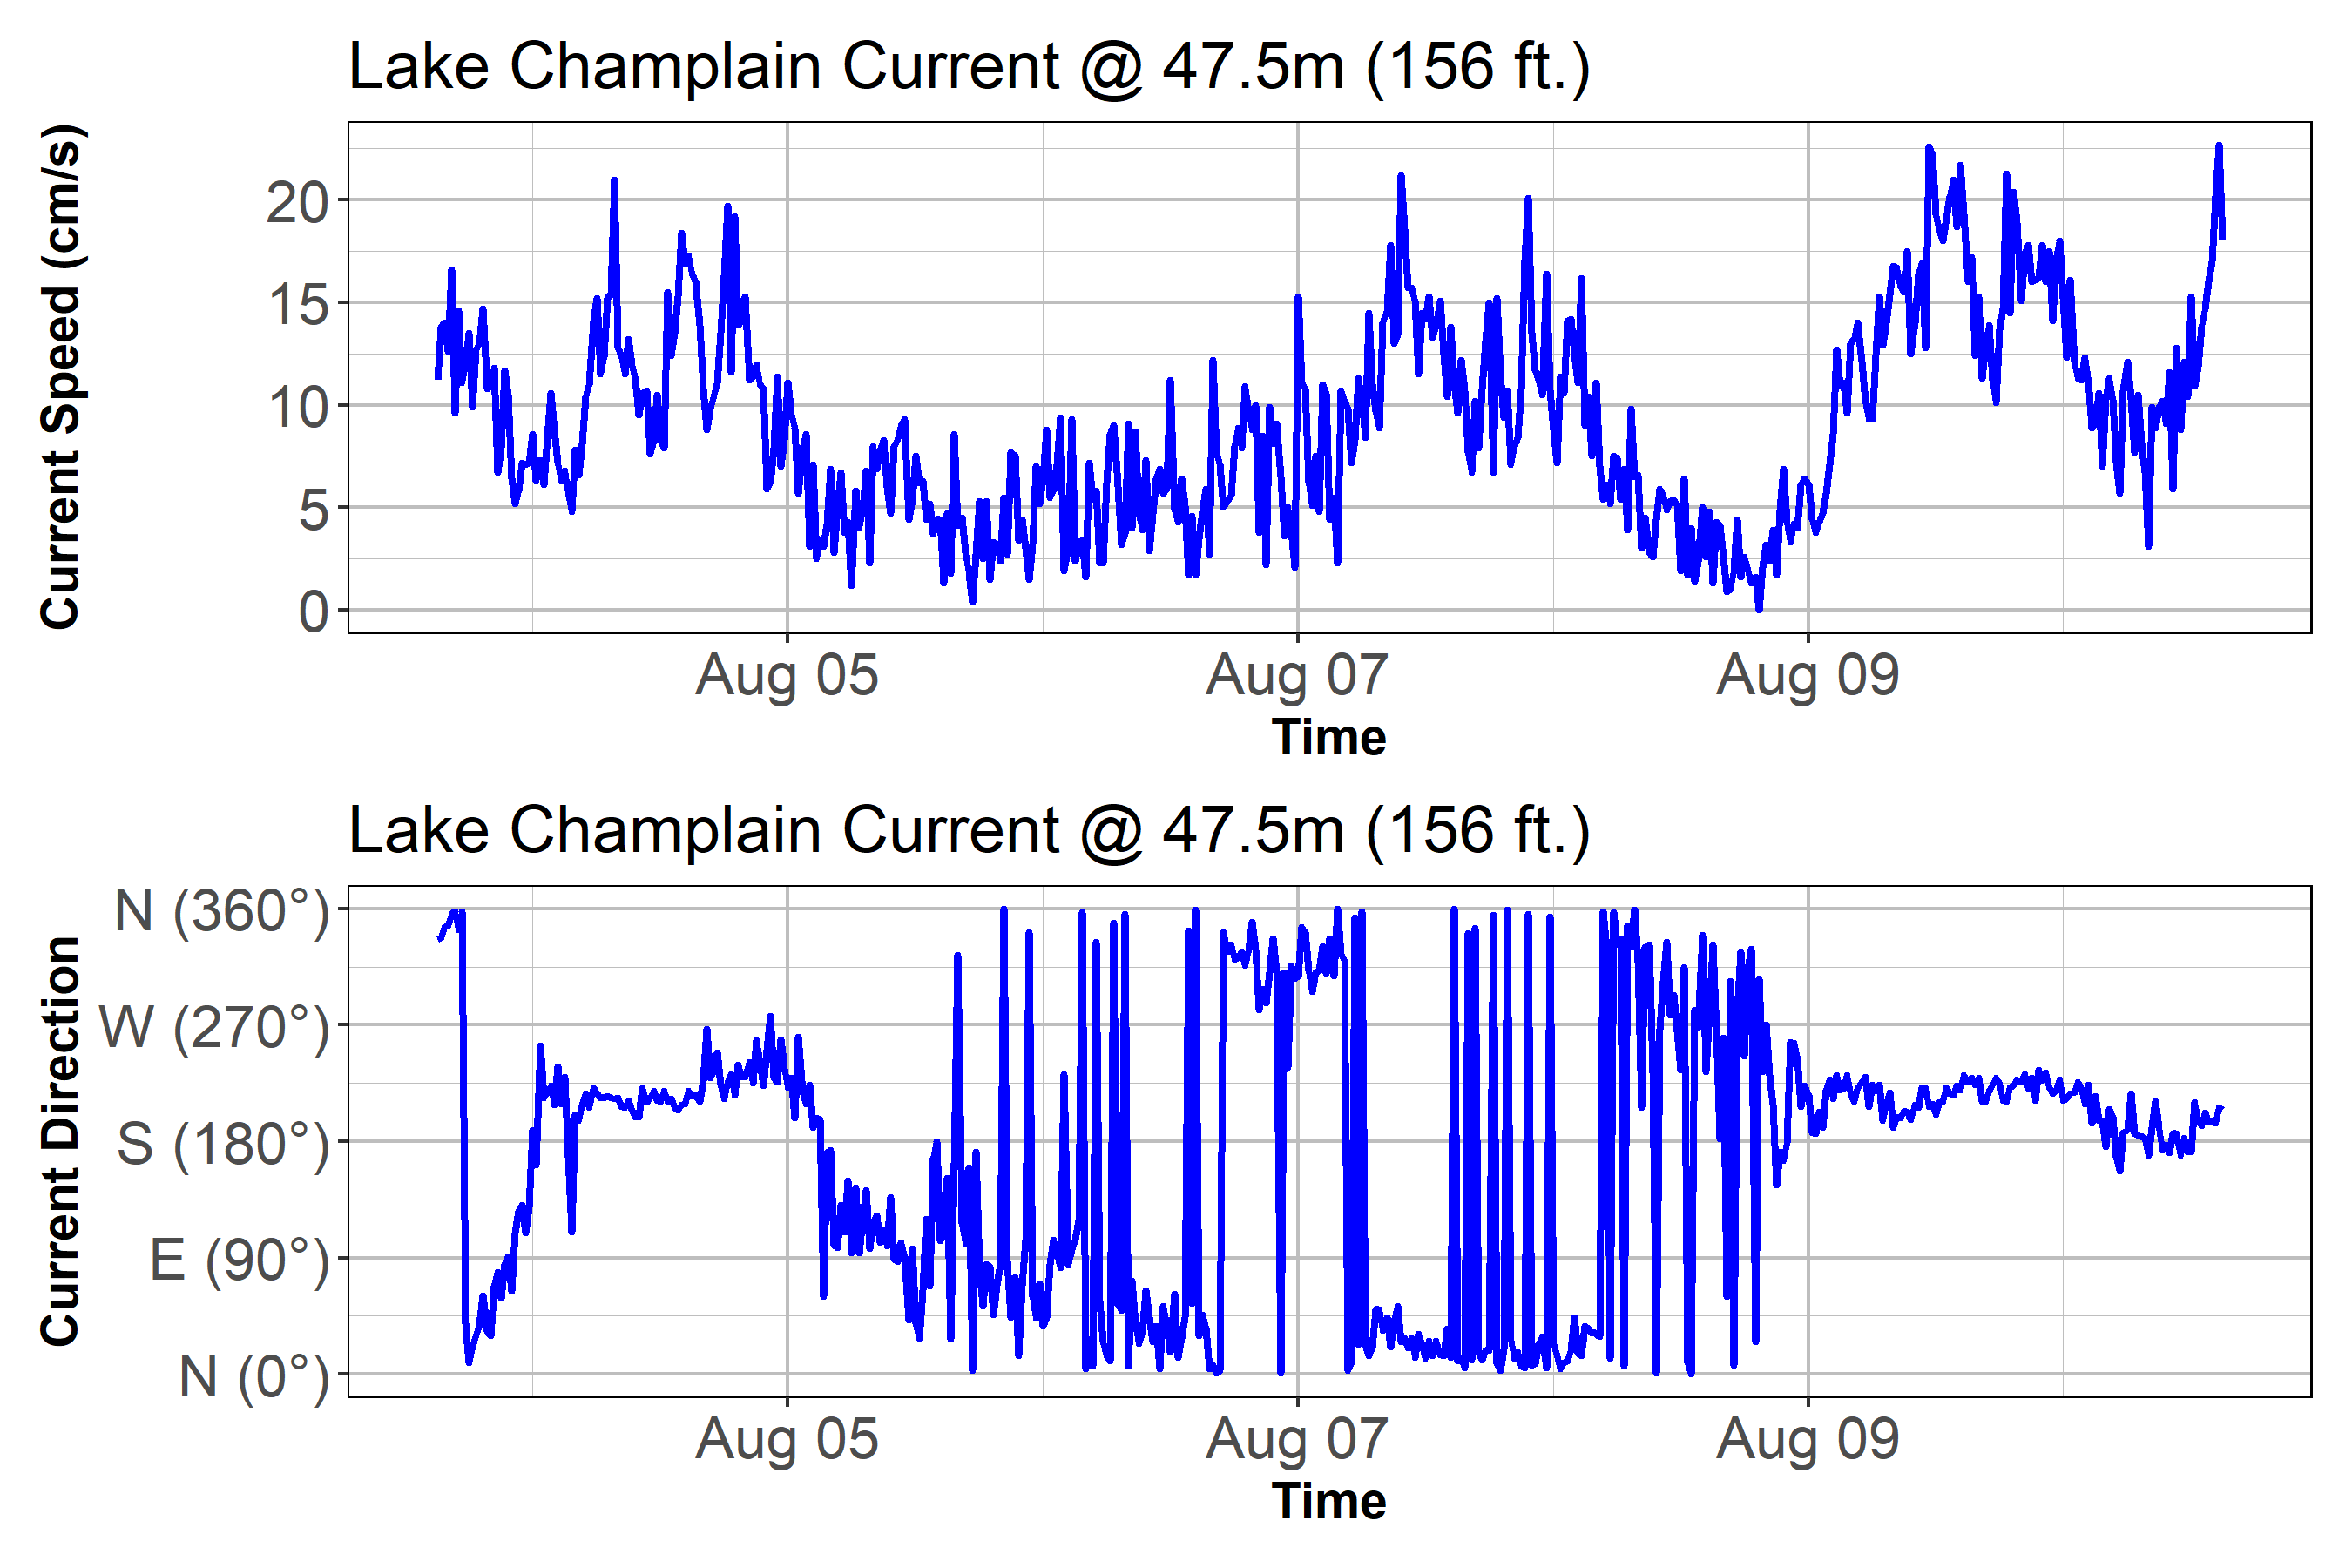 Lake Champlain Current @ 47.5m (156 ft.)
Current Speed (cm/s)
20
15
10
5
0
Aug 05 Aug 07 Aug 09
Time
Lake Champlain Current @ 47.5m (156 ft.)
Current Direction
N (360°)
W (270°)
S (180°)
E (90°)
N (0°)
Aug 05 Aug 07 Aug 09
Time